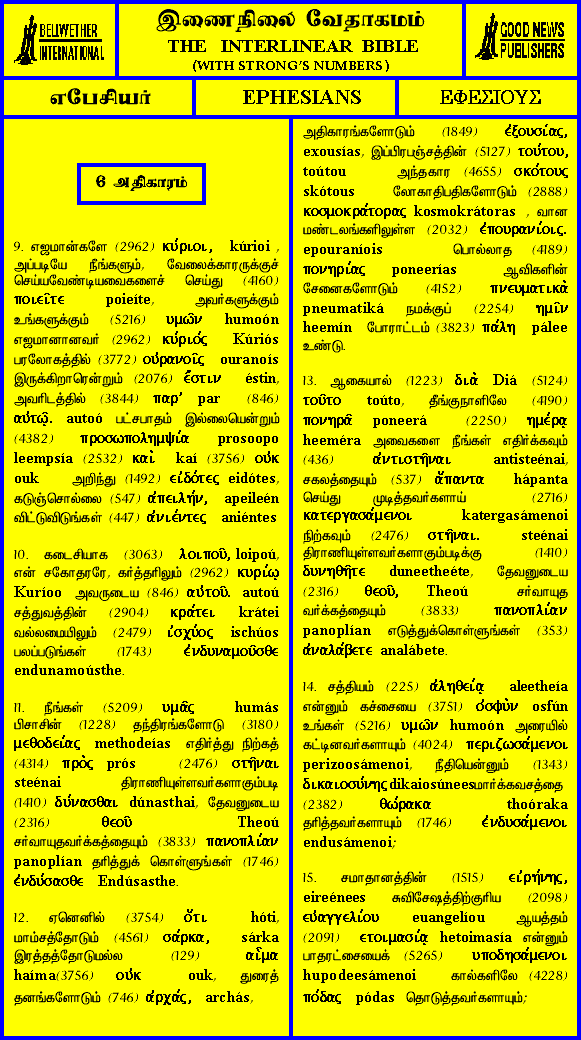 BELLWETHER
INTERNATIONAL
இணைநிலை வேதாகமம்
THE INTERLINEAR BIBLE
(WITH STRONG'S NUMBERS)
GOOD NEWS
PUBLISHERS
எபேசியர்
EPHESIANS
ΕΦΕΣΙΟΥΣ
6 அதிகாரம்
9. எஜமான்களே (2962) κύριοι, kúrioi ,
அப்படியே நீங்களும், வேலைக்காரருக்குச்
செய்யவேண்டியவைகளைச் செய்து (4160)
ποιεῖτε poieíte, அவர்களுக்கும்
உங்களுக்கும் (5216) υμῶν humoón
எஜமானானவர் (2962) κύριός Kúriós
பரலோகத்தில் (3772) οὐρανοῖς ouranoís
இருக்கிறாரென்றும் (2076) ἔστιν éstin,
அவரிடத்தில் (3844) παρ' par (846)
αὐτῷ. autoó பட்சபாதம் இல்லையென்றும்
(4382) προσωπολημψία prosoopo
leempsía (2532) καὶ kaí (3756) οὐκ
ouk அறிந்து (1492) εἰδότες eidótes,
கடுஞ்சொல்லை (547) ἀπειλήν, apeileén
விட்டுவிடுங்கள் (447) ἀνιέντες aniéntes
10. கடைசியாக (3063) λοιποῦ, loipoú,
என் சகோதரரே, கர்த்தரிலும் (2962) κυρίῳ
Kuríoo அவருடைய (846) αὐτοῦ. autoú
சத்துவத்தின் (2904) κράτει krátei
வல்லமையிலும் (2479) ἰσχύος ischúos
பலப்படுங்கள் (1743) ἐνδυναμοῦσθε
endunamoústhe.
11. நீங்கள் (5209) υμᾶς humás
பிசாசின் (1228) தந்திரங்களோடு (3180)
μεθοδείας methodeías எதிர்த்து நிற்கத்
(4314) πρὸς prós (2476) στῆναι
steénai திராணியுள்ளவர்களாகும்படி
(1410) δύνασθαι dúnasthai, தேவனுடைய
(2316) θεοῦ Theoú
சர்வாயுதவர்க்கத்தையும் (3833) πανοπλίαν
panoplían தரித்துக் கொள்ளுங்கள் (1746)
ἐνδύσασθε Endúsasthe.
12. ஏனெனில் (3754) ὅτι hóti,
மாம்சத்தோடும் (4561) σάρκα, sárka
இரத்தத்தோடுமல்ல (129) αἷμα
haíma(3756) οὐκ ouk, துரைத்
தனங்களோடும் (746) ἀρχάς, archás,
அதிகாரங்களோடும் (1849) ἐξουσίας,
exousías, இப்பிரபஞ்சத்தின் (5127) τούτου,
toútou அந்தகார (4655) σκότους
skótous லோகாதிபதிகளோடும் (2888)
κοσμοκράτορας kosmokrátoras , வான
மண்டலங்களிலுள்ள (2032) ἐπουρανίοις.
epouraníois பொல்லாத (4189)
πονηρίας poneerías ஆவிகளின்
சேனைகளோடும் (4152) πνευματικὰ
pneumatiká நமக்குப் (2254) ημῖν
heemín போராட்டம் (3823) πάλη pálee
உண்டு.
13. ஆகையால் (1223) διὰ Diá (5124)
τοῦτο toúto, தீங்குநாளிலே (4190)
πονηρᾷ poneerá (2250) ημέρᾳ
heeméra அவைகளை நீங்கள் எதிர்க்கவும்
(436) ἀντιστῆναι antisteénai,
சகலத்தையும் (537) ἅπαντα hápanta
செய்து முடித்தவர்களாய் (2716)
κατεργασάμενοι katergasámenoi
நிற்கவும் (2476) στῆναι. steénai
திராணியுள்ளவர்களாகும்படிக்கு (1410)
δυνηθῆτε duneetheéte, தேவனுடைய
(2316) θεοῦ, Theoú சர்வாயுத
வர்க்கத்தையும் (3833) πανοπλίαν
panoplían எடுத்துக்கொள்ளுங்கள் (353)
ἀναλάβετε analábete.
14. சத்தியம் (225) ἀληθείᾳ aleetheía
என்னும் கச்சையை (3751) ὀσφὺν osfún
உங்கள் (5216) υμῶν humoón அரையில்
கட்டினவர்களாயும் (4024) περιζωσάμενοι
perizoosámenoi, நீதியென்னும் (1343)
δικαιοσύνης dikaiosúneesமார்க்கவசத்தை
(2382) θώρακα thoóraka
தரித்தவர்களாயும் (1746) ἐνδυσάμενοι
endusámenoi;
15. சமாதானத்தின் (1515) εἰρήνης,
eireénees சுவிசேஷத்திற்குரிய (2098)
εὐαγγελίου euangelíou ஆயத்தம்
(2091) ετοιμασίᾳ hetoimasía என்னும்
பாதரட்சையைக் (5265) υποδησάμενοι
hupodeesámenoi கால்களிலே (4228)
πόδας pódas தொடுத்தவர்களாயும்;